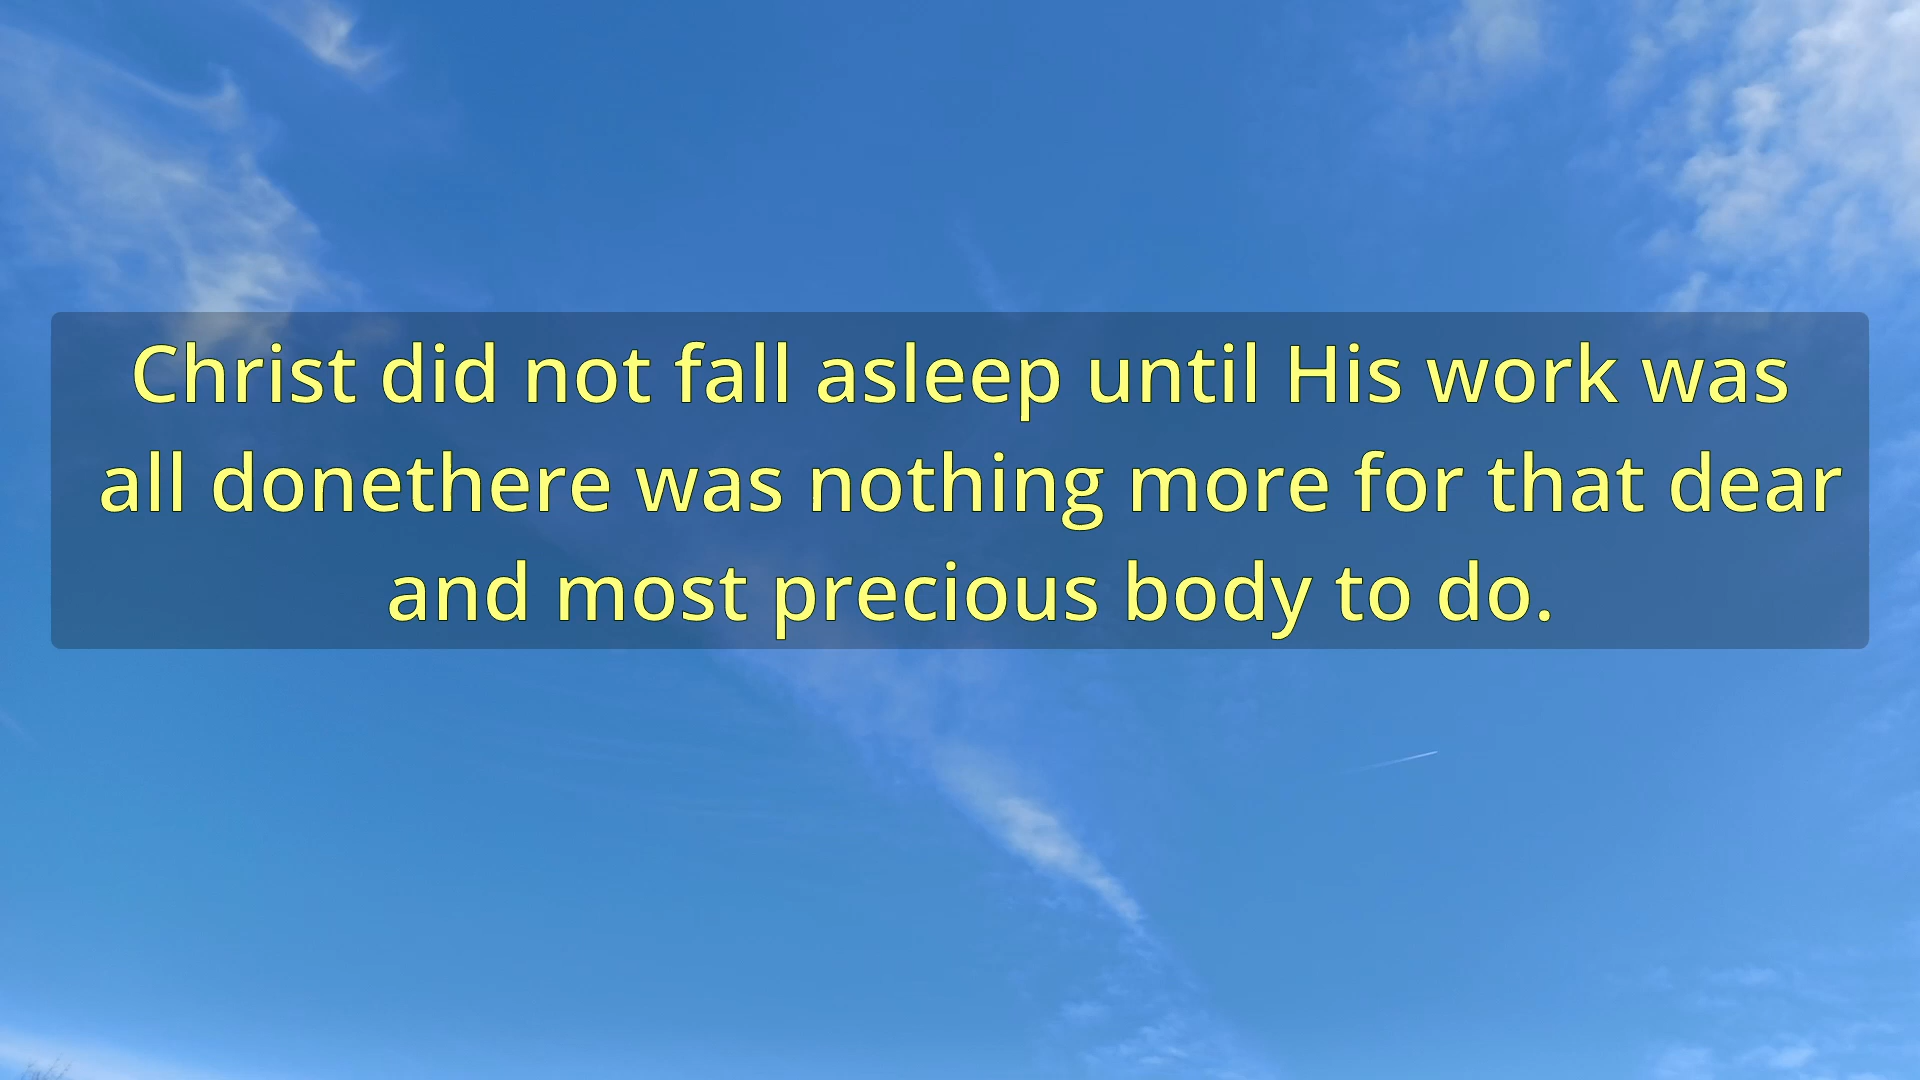 Christ did not fall asleep until His work was
all donethere was nothing more for that dear
and most precious body to do.